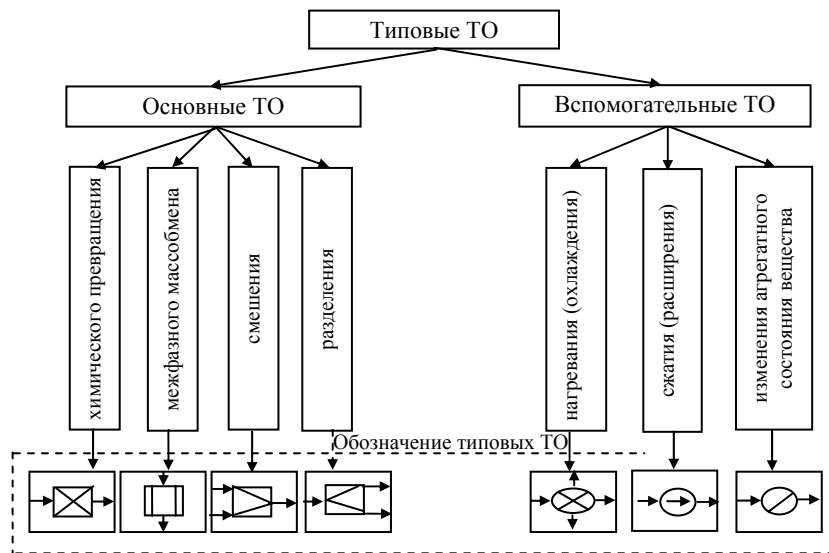 Типовые ТО
Основные ТО
Вспомогательные ТО
химического превращения
межфазного массобмена
смешения
разделения
нагревания (охлаждения)
сжатия (расширения)
изменения агрегатного
состояния вещества
Обозначение типовых ТО